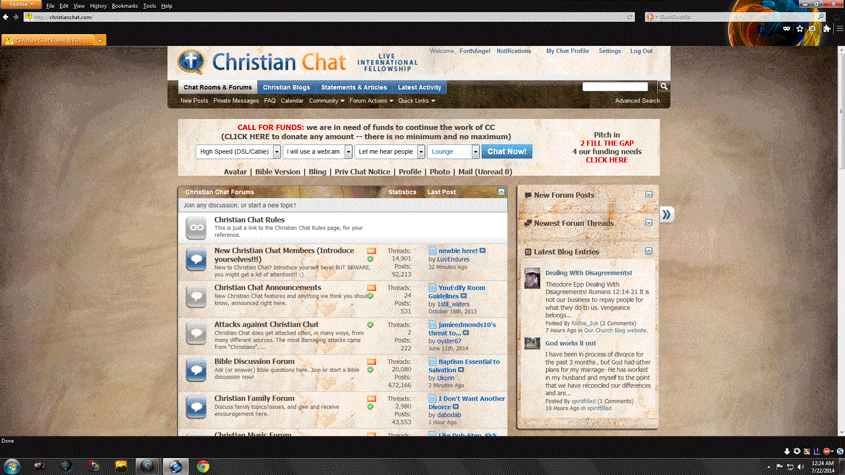 Firefox
File Edit View History Bookmarks Tools Help
http://christianchat.com
DuckDuckGo
Welcome, ForthAngel Notifications My Chat Profile Settings Log Out
Christian Chat
LIVE
INTERNATIONAL
FELLOWSHIP
Chat Rooms & Forums Christian Blogs Statements & Articles Latest Activity
New Posts Private Messages FAQ Calendar Community Forum Actions Quick Links Advanced Search
CALL FOR FUNDS: we are in need of funds to continue the work of CC
(CLICK HERE to donate any amount -- there is no minimum and no maximum)
Pitch in
2 FILL THE GAP
4 our funding needs
CLICK HERE
High Speed (DSL/Cable) I will use a webcam Let me hear people Lounge Chat Now!
Avatar | Bible Version | Bling | Priv Chat Notice | Profile | Photo | Mail (Unread 0)
Christian Chat Forums Statistics Last Post
Join any discussion, or start a new topic!
Christian Chat Rules
This is just a link to the Christian Chat Rules page, for your
reference.
New Christian Chat Members (Introduce
yourselves!!!)
New to Christian Chat? Introduce yourself here! BUT BEWARE,
you might get a lot of attention!!! :)
Threads:
14,901
Posts:
92,213
newbie here!
by LuvEndures
32 Minutes Ago
Christian Chat Announcements
New Christian Chat features and anything we think you should
know, announced right here.
Threads:
24
Posts:
531
YouEdify Room
Guidelines
by 1still_waters
October 16th, 2013
Attacks against Christian Chat
Christian Chat does get attacked often, in many ways, from
many different sources. The most damaging attacks come
from "Christians". ...
Threads:
2
Posts:
222
Jamieedmonds10's
threat to...
by oyster67
June 11th, 2014
Bible Discussion Forum
Ask (or answer) bible questions here. Join or start a Bible
discussion now!
Threads:
20,080
Posts:
672,166
Baptism Essential to
Salvation
by Ukorin
2 Minutes Ago
Christian Family Forum
Discuss family topics/issues, and give and receive
encouragement here.
Threads:
2,980
Posts:
43,553
I Don't Want Another
Divorce
by dabodab
1 Hour Ago
Christian Music Forum
Threads:
Like Dub-Step, Sick
New Forum Posts
Newest Forum Threads
Latest Blog Entries
Dealing With Disagreements!
Theodore Epp Dealing With
Disagreements! Romans 12:14-21 It is
not our business to repay people for
what they do to us. Vengeance
belongs...
Posted By Richie_2uk (2 Comments)
7 Hours Ago in Our Church blog website.
God works it out
I have been in process of divorce for
the past 3 months , but God had other
plans for my marriage- He has worked
in my husband and myself to the point
that we have reconciled our differences
and are...
Posted By spiritfilled (1 Comments)
10 Hours Ago in spiritfilled
Done
12:24 AM
7/22/2014